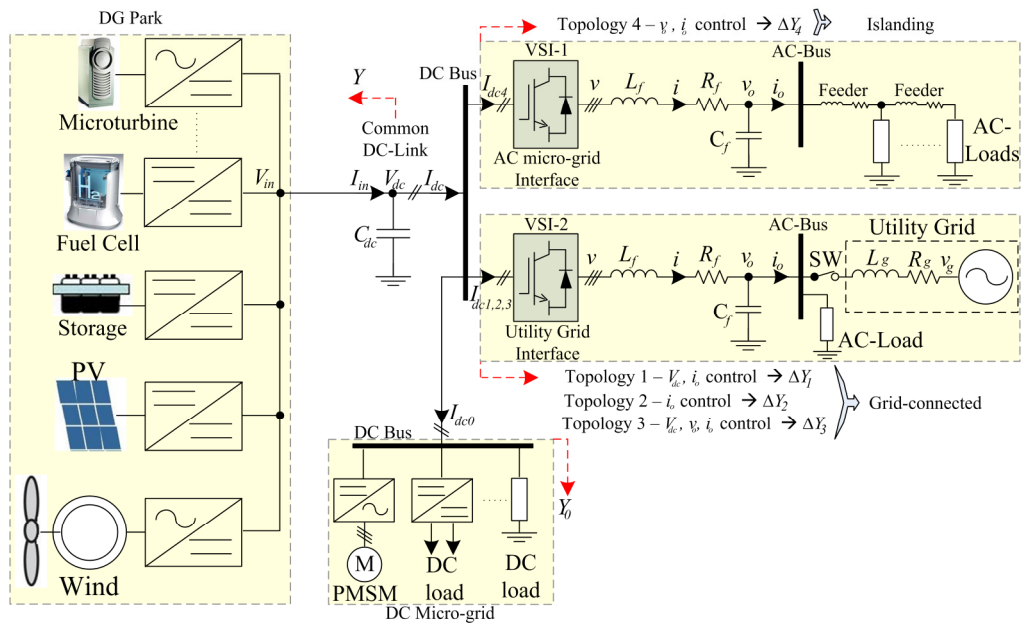 DG Park
Microturbine
H2
Fuel Cell
Storage
PV
Wind
V_in
Y
Common
DC-Link
I_in V_dc I_dc
C_dc
DC Bus
Topology 4 – v, i_o control → ΔY_4 Islanding
I_dc4
VSI-1
AC micro-grid
Interface
v L_f i R_f v_o i_o
C_f
AC-Bus
Feeder Feeder
AC-
Loads
I_dc1,2,3
VSI-2
Utility Grid
Interface
v L_f i R_f v_o i_o
C_f
AC-Bus
SW
Utility Grid
L_g R_g v_g
AC-Load
Topology 1 – V_dc, i_o control → ΔY_1
Topology 2 – i_o control → ΔY_2
Topology 3 – V_dc, v, i_o control → ΔY_3
Grid-connected
I_dc0
DC Bus
Y_0
M
PMSM
DC
load
DC
load
DC Micro-grid